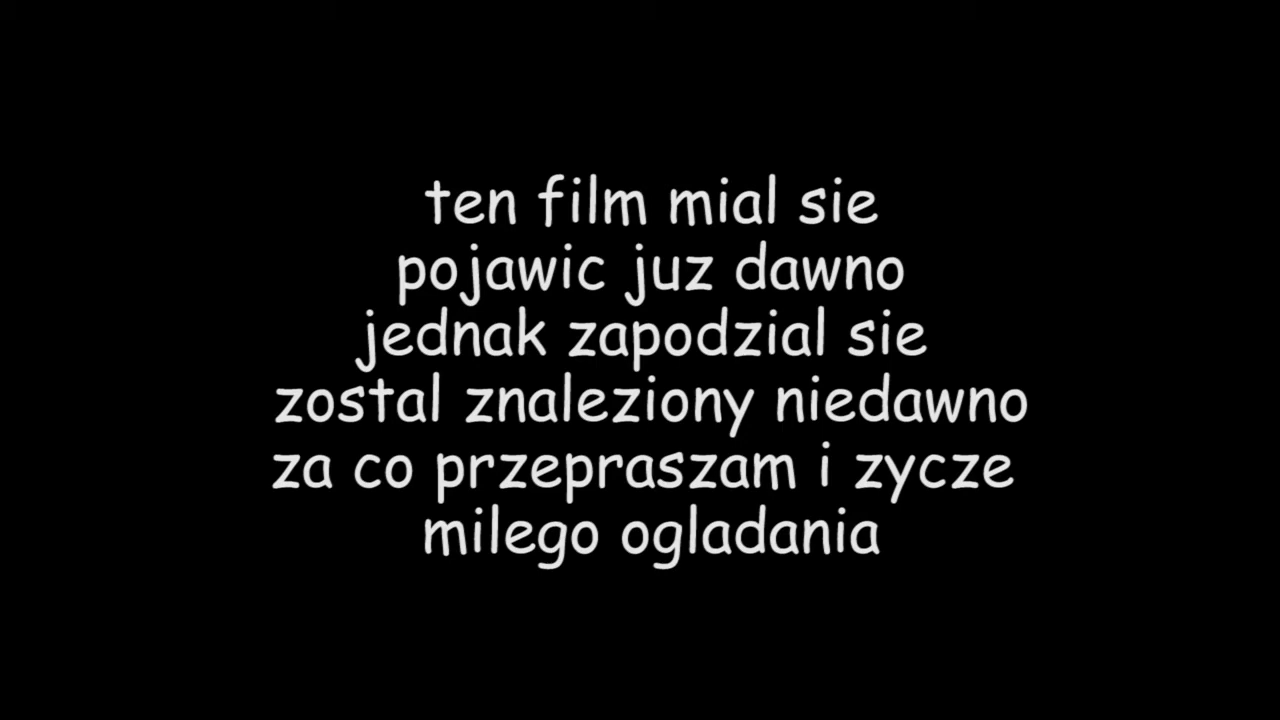 ten film mial sie
pojawic juz dawno
jednak zapodzial sie
zostal znaleziony niedawno
za co przepraszam i zycze
milego ogladania